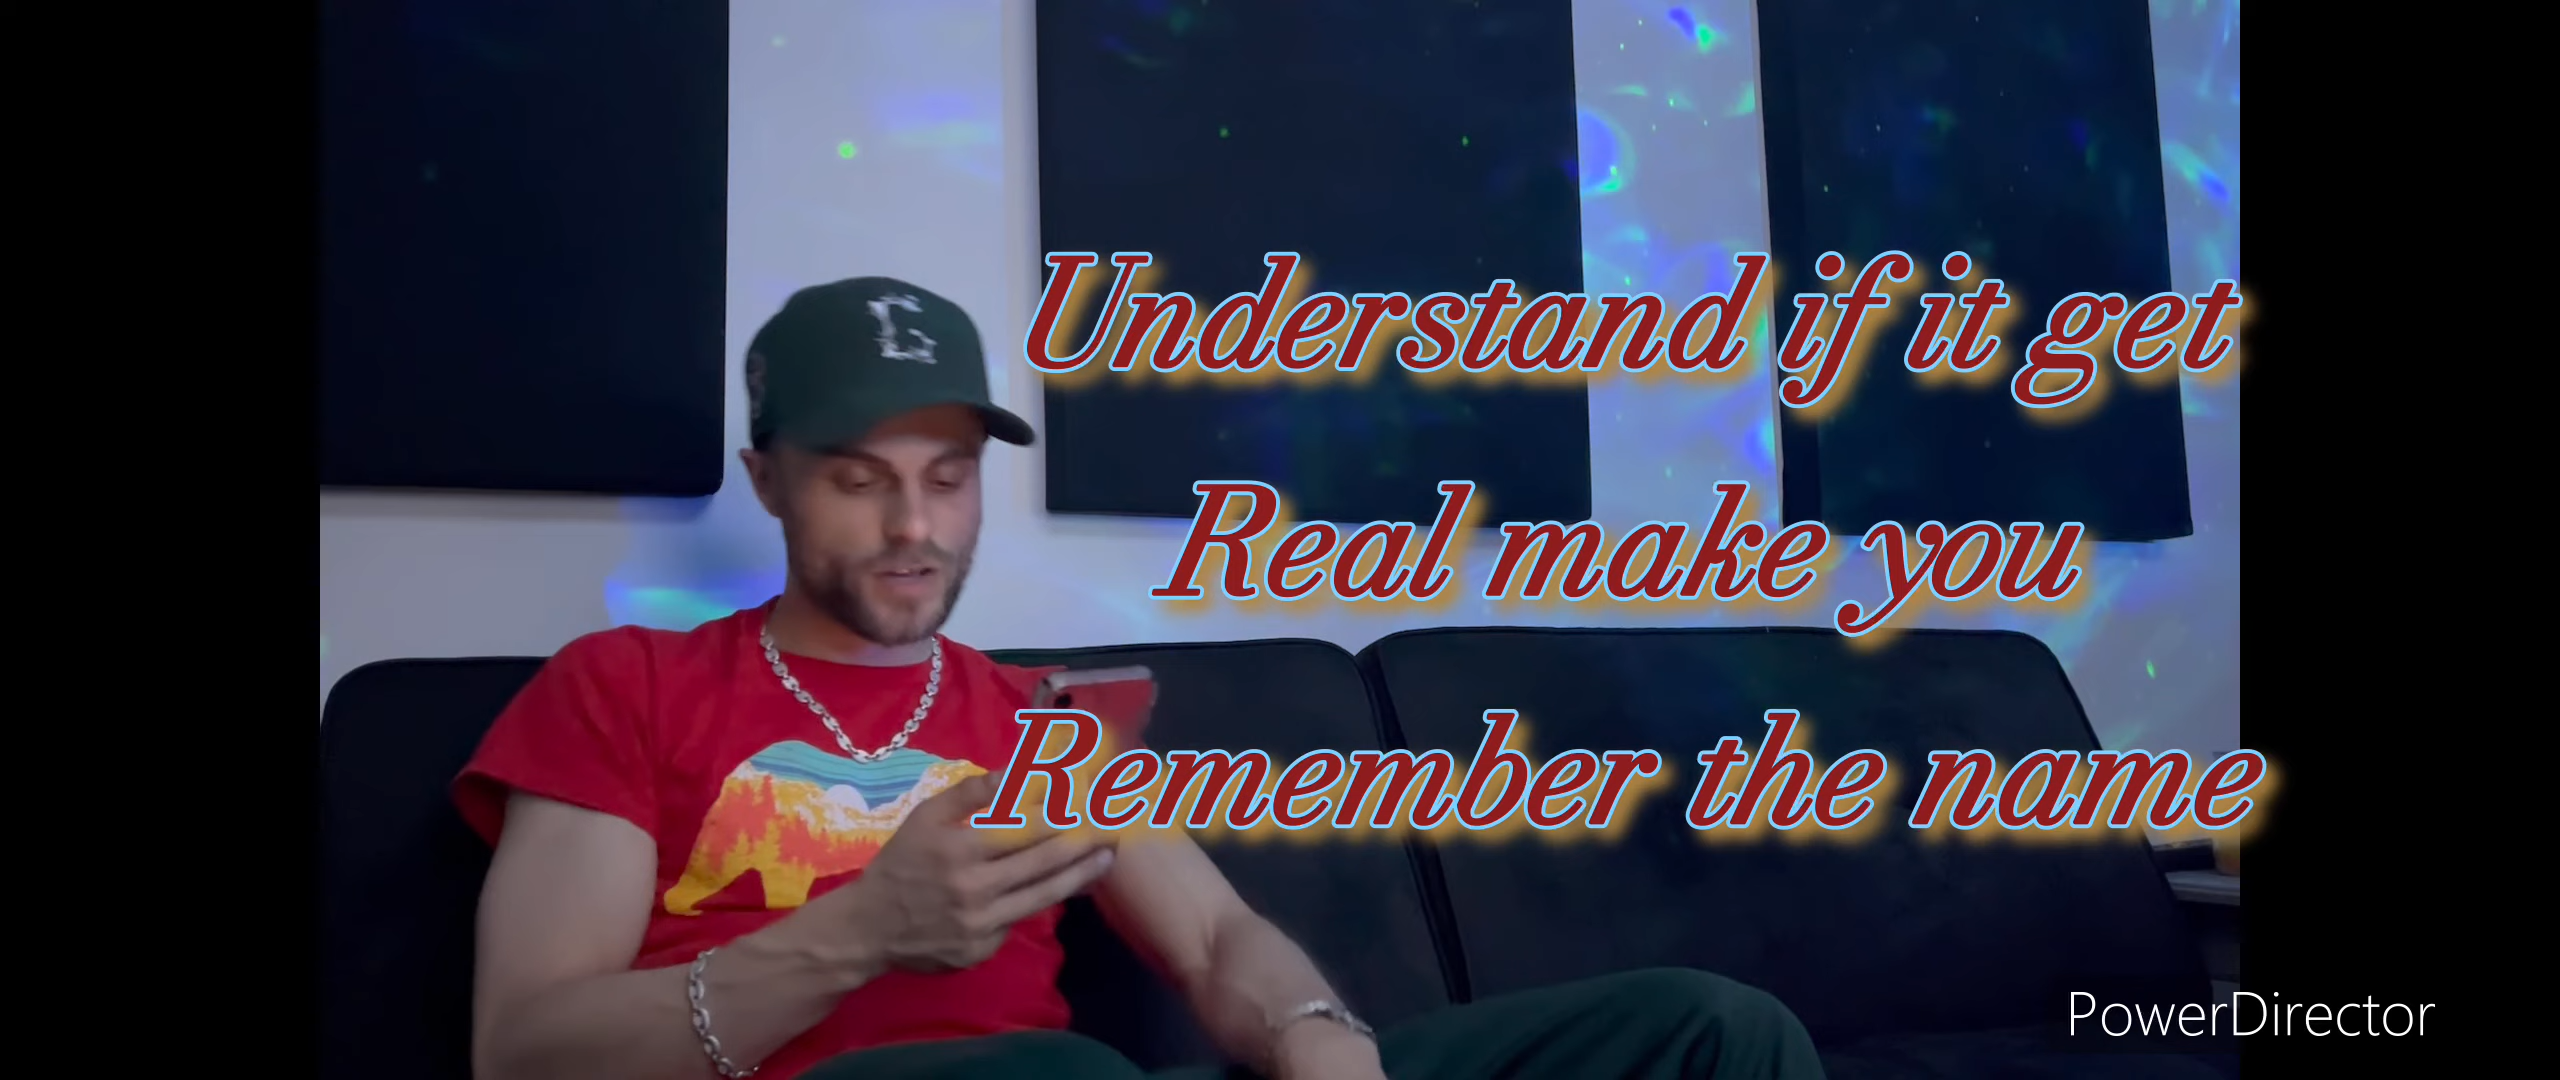 Understand if it get
Real make you
Remember the name
G
PowerDirector